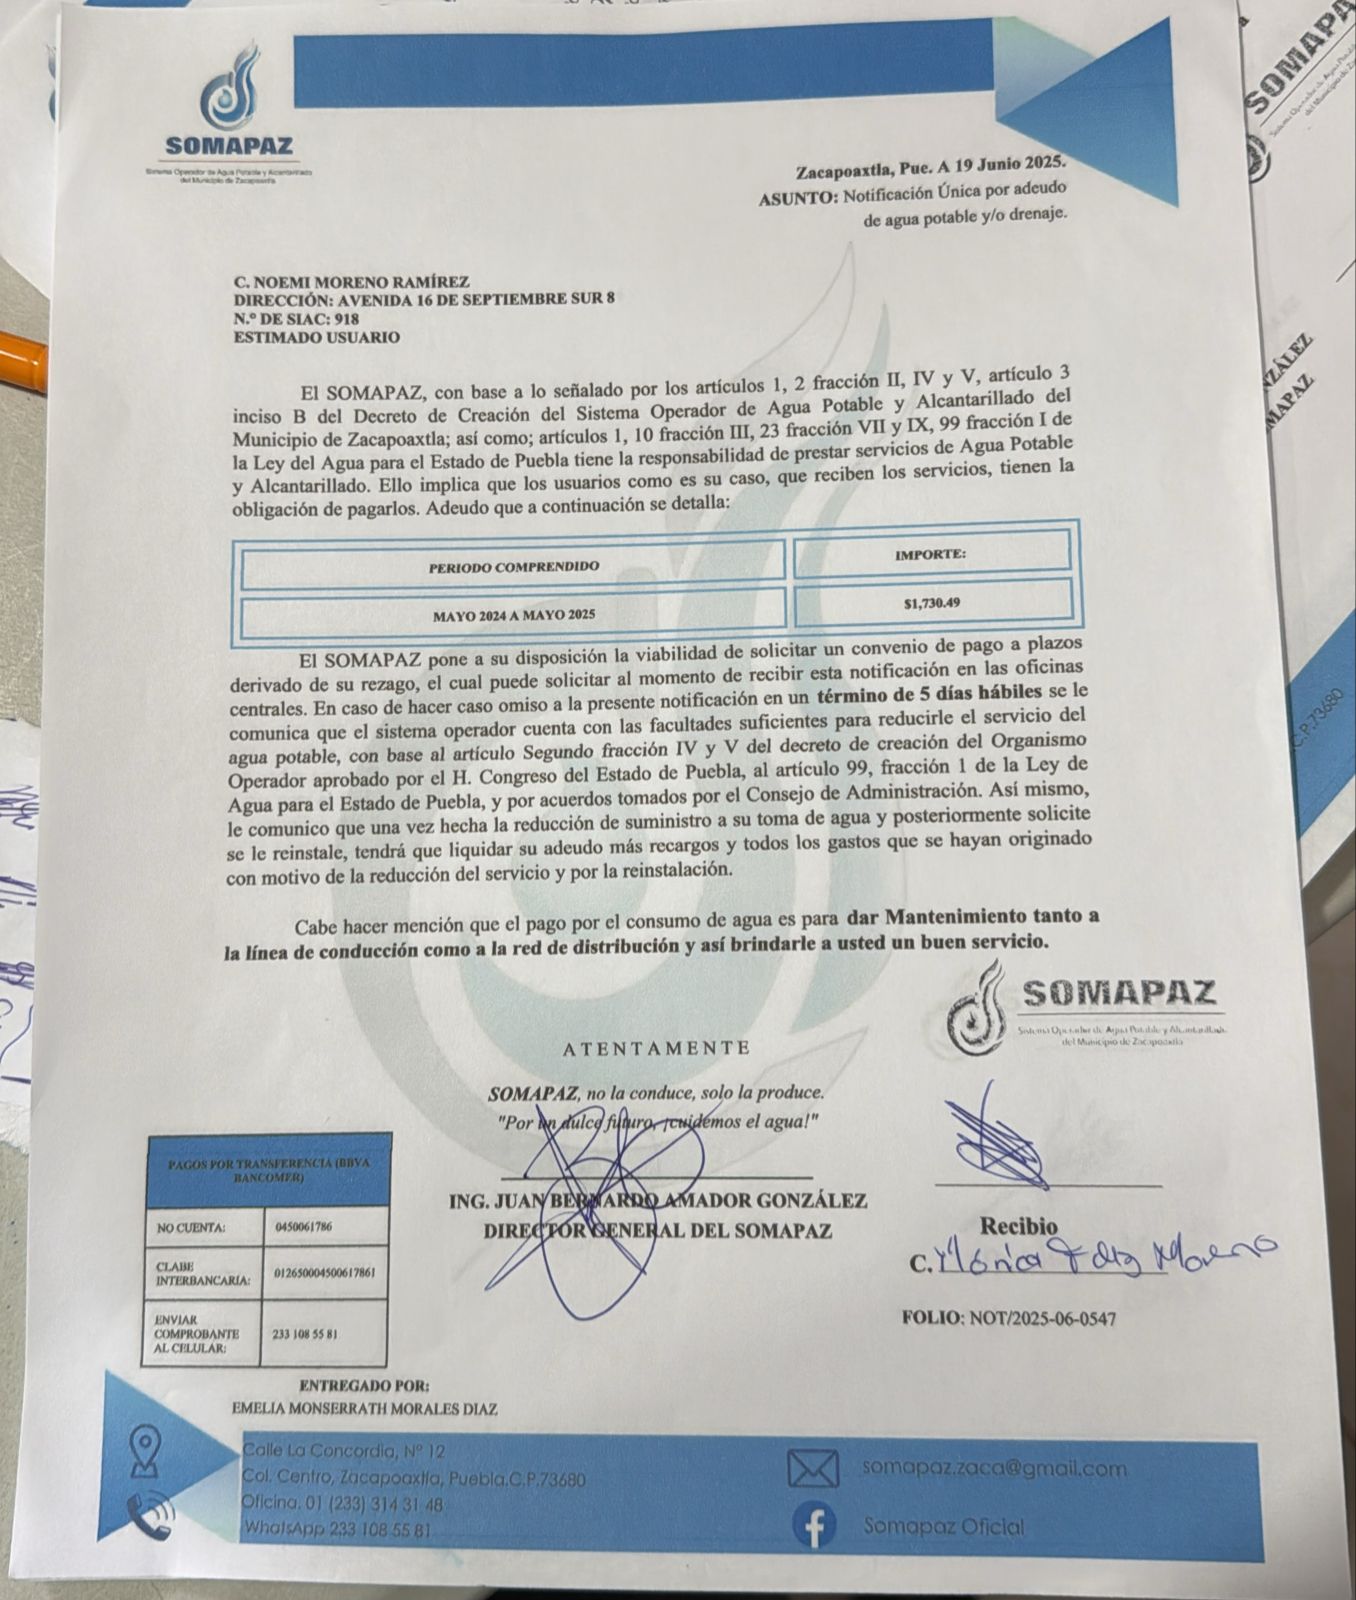 SOMAPAZ
Sistema Operador de Agua Potable y Alcantarillado
del Municipio de Zacapoaxtla
Zacapoaxtla, Pue. A 19 Junio 2025.
ASUNTO: Notificación Única por adeudo
de agua potable y/o drenaje.
C. NOEMI MORENO RAMÍREZ
DIRECCIÓN: AVENIDA 16 DE SEPTIEMBRE SUR 8
N.º DE SIAC: 918
ESTIMADO USUARIO
El SOMAPAZ, con base a lo señalado por los artículos 1, 2 fracción II, IV y V, artículo 3
inciso B del Decreto de Creación del Sistema Operador de Agua Potable y Alcantarillado del
Municipio de Zacapoaxtla; así como; artículos 1, 10 fracción III, 23 fracción VII y IX, 99 fracción I de
la Ley del Agua para el Estado de Puebla tiene la responsabilidad de prestar servicios de Agua Potable
y Alcantarillado. Ello implica que los usuarios como es su caso, que reciben los servicios, tienen la
obligación de pagarlos. Adeudo que a continuación se detalla:
PERIODO COMPRENDIDO
IMPORTE:
MAYO 2024 A MAYO 2025
$1,730.49
El SOMAPAZ pone a su disposición la viabilidad de solicitar un convenio de pago a plazos
derivado de su rezago, el cual puede solicitar al momento de recibir esta notificación en las oficinas
centrales. En caso de hacer caso omiso a la presente notificación en un término de 5 días hábiles se le
comunica que el sistema operador cuenta con las facultades suficientes para reducirle el servicio del
agua potable, con base al artículo Segundo fracción IV y V del decreto de creación del Organismo
Operador aprobado por el H. Congreso del Estado de Puebla, al artículo 99, fracción 1 de la Ley de
Agua para el Estado de Puebla, y por acuerdos tomados por el Consejo de Administración. Así mismo,
le comunico que una vez hecha la reducción de suministro a su toma de agua y posteriormente solicite
se le reinstale, tendrá que liquidar su adeudo más recargos y todos los gastos que se hayan originado
con motivo de la reducción del servicio y por la reinstalación.
Cabe hacer mención que el pago por el consumo de agua es para dar Mantenimiento tanto a
la línea de conducción como a la red de distribución y así brindarle a usted un buen servicio.
SOMAPAZ
Sistema Operador de Agua Potable y Alcantarillado
del Municipio de Zacapoaxtla
ATENTAMENTE
SOMAPAZ, no la conduce, solo la produce.
"Por un dulce futuro, ¡cuidemos el agua!"
ING. JUAN BERNARDO AMADOR GONZÁLEZ
DIRECTOR GENERAL DEL SOMAPAZ
Recibio
C. Mónica Moreno
FOLIO: NOT/2025-06-0547
PAGOS POR TRANSFERENCIA (BBVA
BANCOMER)
NO CUENTA:
0450061786
CLABE
INTERBANCARIA:
012650004500617861
ENVIAR
COMPROBANTE
AL CELULAR:
233 108 55 81
ENTREGADO POR:
EMELIA MONSERRATH MORALES DIAZ
Calle La Concordia, Nº 12
Col. Centro, Zacapoaxtla, Puebla.C.P.73680
Oficina. 01 (233) 314 31 48
WhatsApp 233 108 55 81
somapaz.zaca@gmail.com
Somapaz Oficial
SOMAPA
NZÁLEZ
MAPAZ
C.P.73680